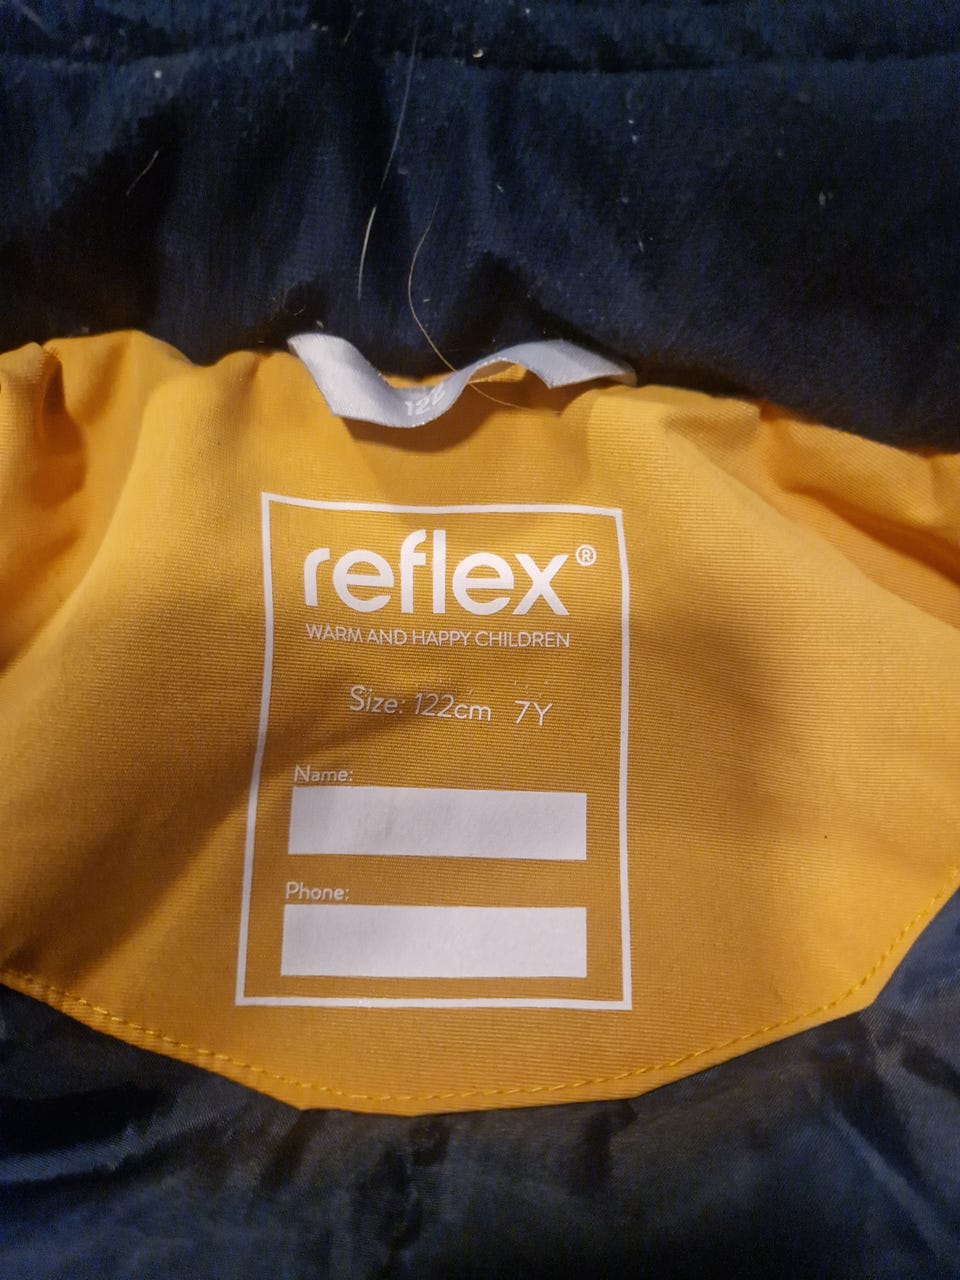 122
reflex®
WARM AND HAPPY CHILDREN
Size: 122cm 7Y
Name:
Phone: